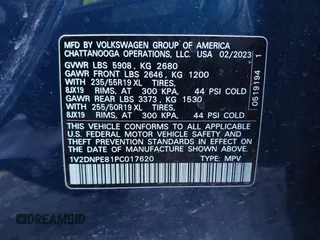 MFD BY VOLKSWAGEN GROUP OF AMERICA
CHATTANOOGA OPERATIONS, LLC. USA 02/2023
GVWR LBS 5908, KG 2680
GAWR FRONT LBS 2646, KG 1200
235/55R19 XL TIRES, WITH
8JX19 RIMS, AT 300 KPA, 44 PSI COLD
GAWR REAR LBS 3373, KG 1530
255/50R19 XL TIRES, WITH
8JX19 RIMS, AT 300 KPA, 44 PSI COLD
THIS VEHICLE CONFORMS TO ALL APPLICABLE
FEDERAL MOTOR VEHICLE SAFETY STANDARDS
IN EFFECT ON THE DATE OF
MANUFACTURE SHOWN ABOVE.
1V2DNPE81PC017620 TYPE: MPV
0519194 1
DREAMBID